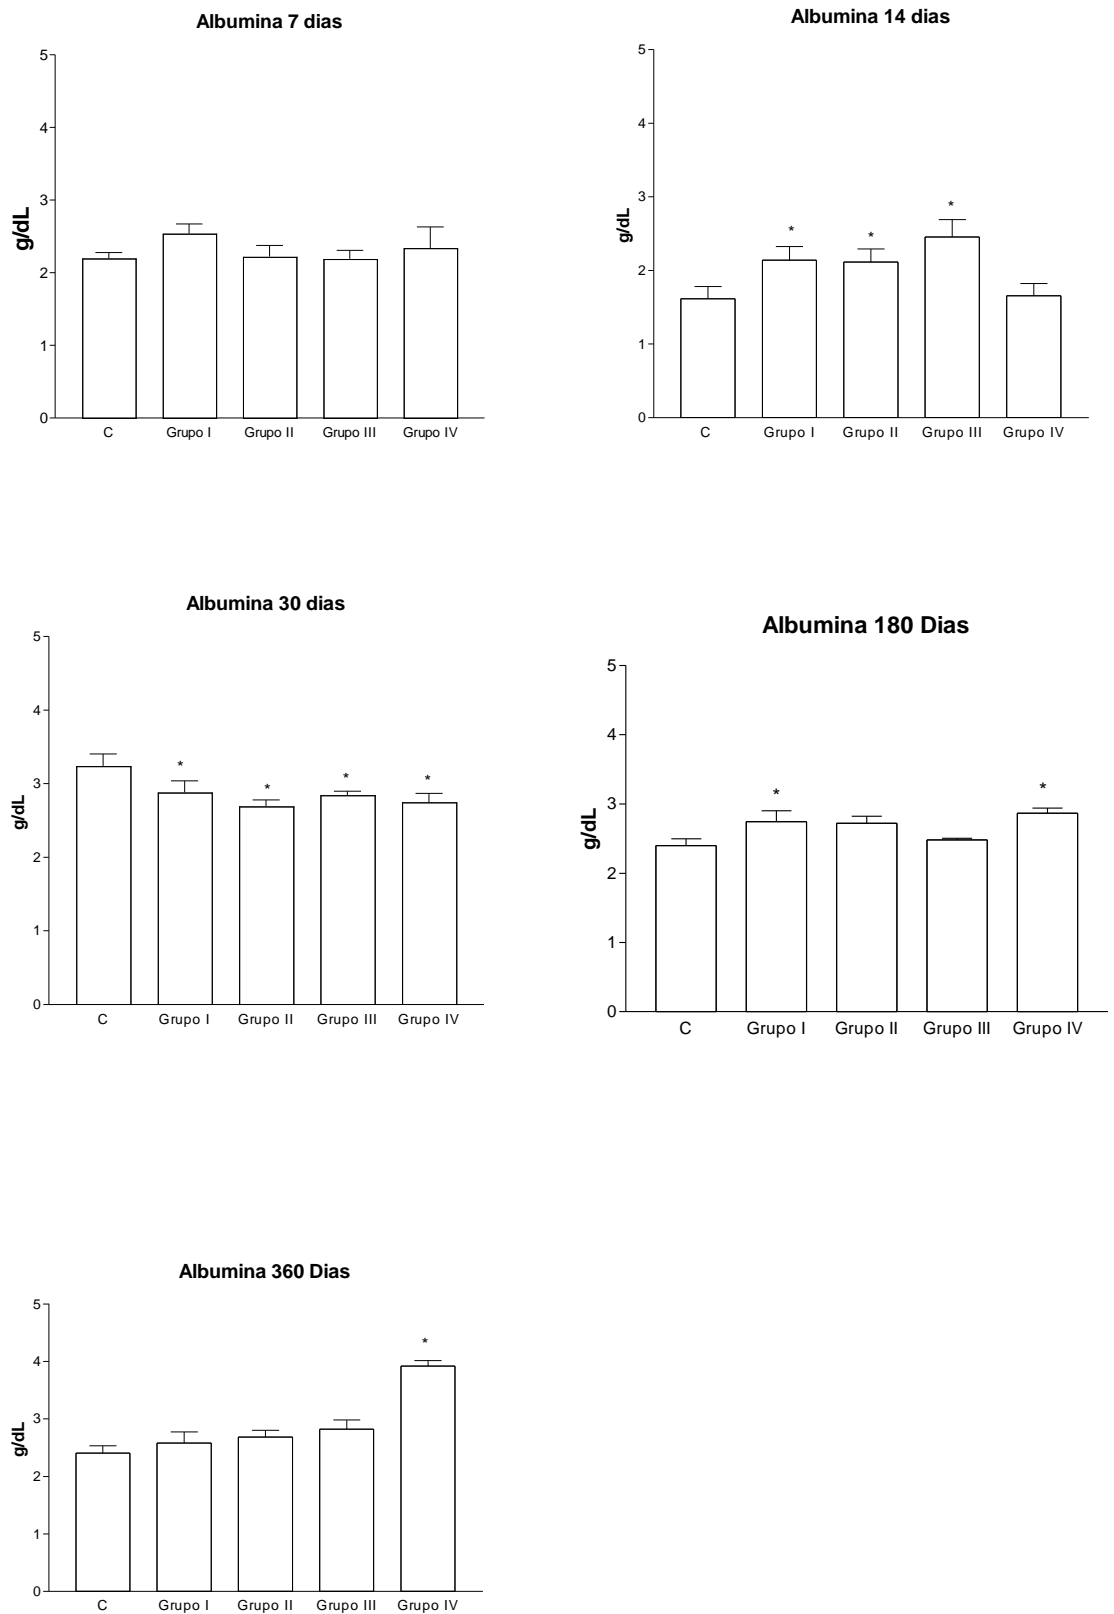 Albumina 7 dias
5
4
3
2
1
0
g/dL
C Grupo I Grupo II Grupo III Grupo IV
Albumina 14 dias
5
4
3
2
1
0
g/dL
* * *
C Grupo I Grupo II Grupo III Grupo IV
Albumina 30 dias
5
4
3
2
1
0
g/dL
* * * *
C Grupo I Grupo II Grupo III Grupo IV
Albumina 180 Dias
5
4
3
2
1
0
g/dL
* *
C Grupo I Grupo II Grupo III Grupo IV
Albumina 360 Dias
5
4
3
2
1
0
g/dL
*
C Grupo I Grupo II Grupo III Grupo IV